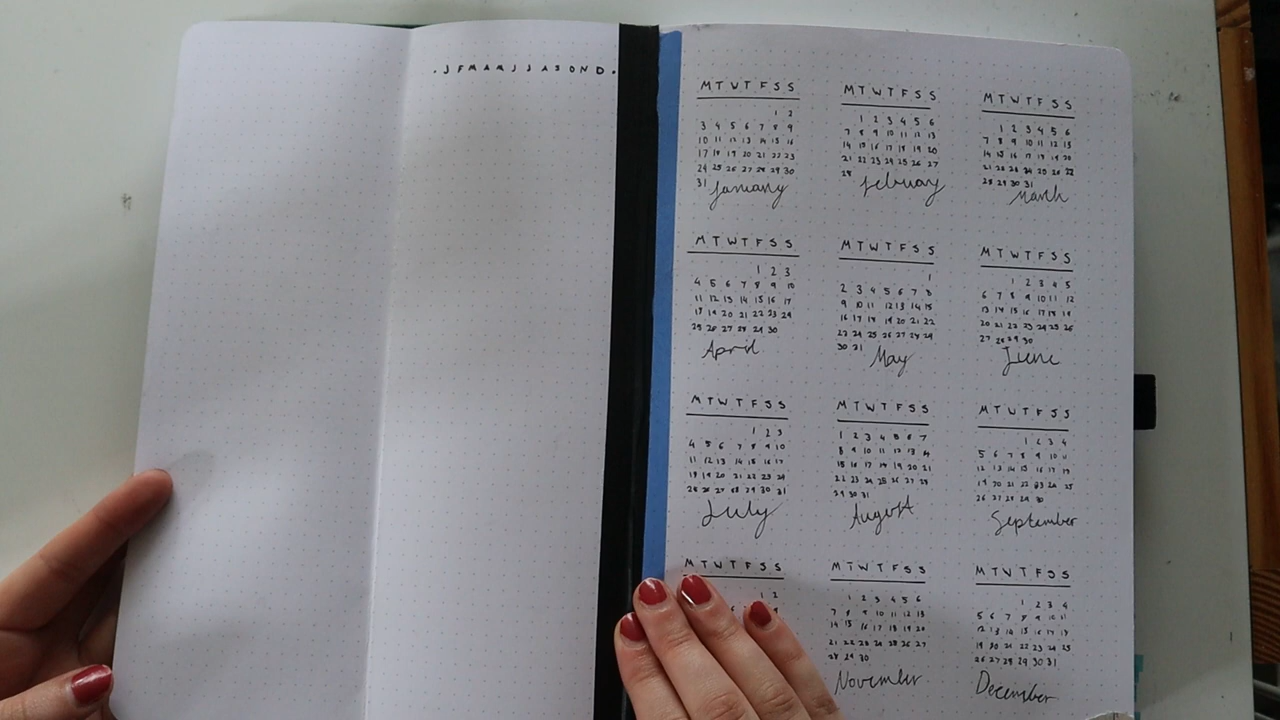 . J F M A M J J A S O N D .
M T W T F S S
1 2
3 4 5 6 7 8 9
10 11 12 13 14 15 16
17 18 19 20 21 22 23
24 25 26 27 28 29 30
31
January
M T W T F S S
1 2 3 4 5 6
7 8 9 10 11 12 13
14 15 16 17 18 19 20
21 22 23 24 25 26 27
28
February
M T W T F S S
1 2 3 4 5 6
7 8 9 10 11 12 13
14 15 16 17 18 19 20
21 25 26
28 29 30 31
March
M T W T F S S
1 2 3
4 5 6 7 8 9 10
11 12 13 14 15 16 17
18 19 20 21 22 23 24
25 26 27 28 29 30
April
M T W T F S S
1
2 3 4 5 6 7 8
9 10 11 12 13 14 15
16 17 18 19 20 21 22
23 24 25 26 27 28 29
30 31
May
M T W T F S S
1 2 3 4 5
6 7 8 9 10 11 12
13 14 15 16 17 18 19
20 21 22 23 24 25 26
27 28 29 30
June
M T W T F S S
1 2 3
4 5 6 7 8 9 10
11 12 13 14 15 16 17
18 19 20 21 22 23 24
25 26 27 28 29 30 31
July
M T W T F S S
1 2 3 4 5 6 7
8 9 10 11 12 13 14
15 16 17 18 19 20 21
22 23 24 25 26 27 28
29 30 31
August
M T W T F S S
1 2 3 4
5 6 7 8 9 10 11
12 13 14 15 16 17 18
19 20 21 22 23 24 25
26 27 28 29 30
September
M T W T F S S
1 2
M T W T F S S
1 2 3 4 5 6
7 8 9 10 11 12 13
14 15 16 17 18 19 20
21 22 23 24 25 26 27
28 29 30
November
M T W T F S S
1 2 3 4
5 6 7 8 9 10 11
12 13 14 15 16 17 18
19 20 21 22 23 24 25
26 27 28 29 30 31
December